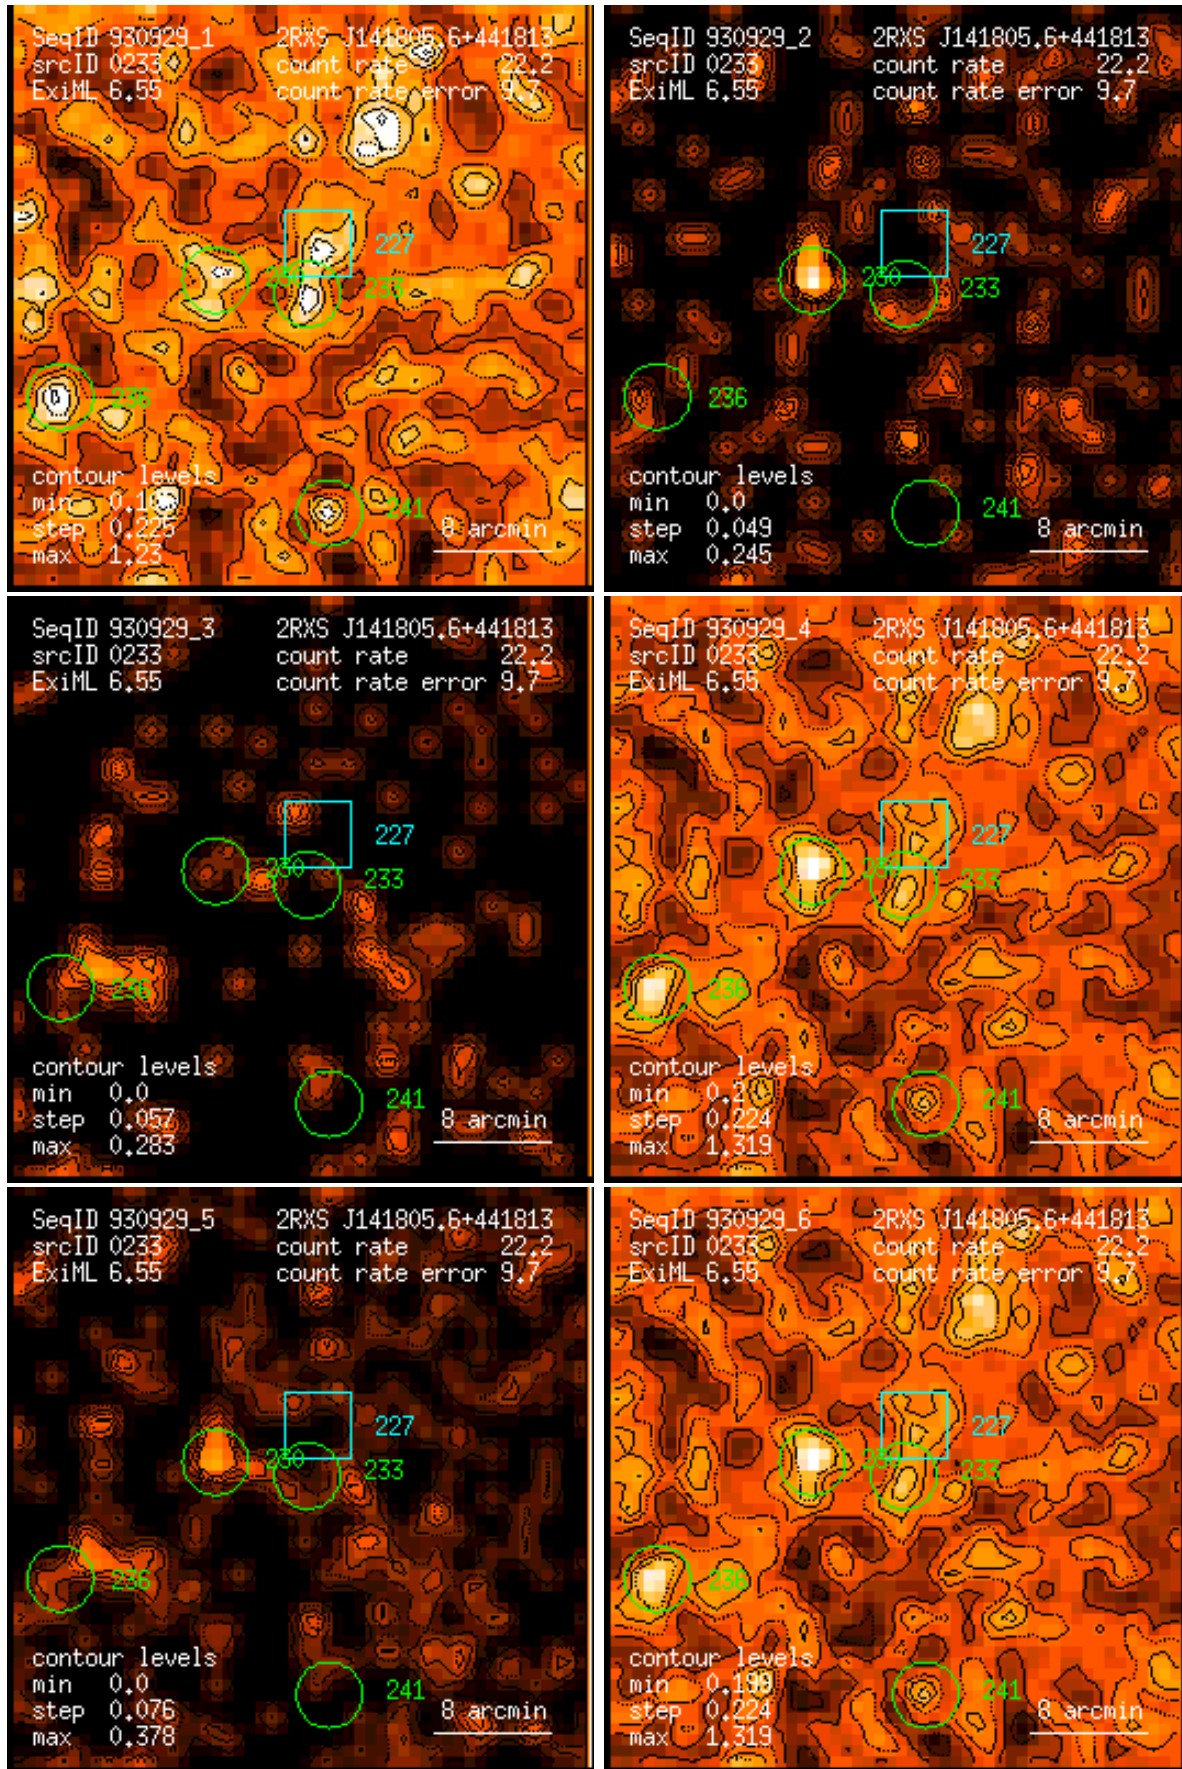 SeqID 930929_1 2RXS J141805.6+441813
srcID 0233 count rate 22.2
ExiML 6.55 count rate error 9.7
227
230 233
236
241
contour levels
min
step 0.225
max 1.23
8 arcmin
SeqID 930929_2 2RXS J141805.6+441813
srcID 0233 count rate 22.2
ExiML 6.55 count rate error 9.7
227
230 233
236
241
contour levels
min 0.0
step 0.049
max 0.245
8 arcmin
SeqID 930929_3 2RXS J141805.6+441813
srcID 0233 count rate 22.2
ExiML 6.55 count rate error 9.7
227
230 233
236
241
contour levels
min 0.0
step 0.057
max 0.283
8 arcmin
SeqID 930929_4 2RXS J141805.6+441813
srcID 0233 count rate 22.2
ExiML 6.55 count rate error 9.7
227
230 233
236
241
contour levels
min 0.2
step 0.224
max 1.319
8 arcmin
SeqID 930929_5 2RXS J141805.6+441813
srcID 0233 count rate 22.2
ExiML 6.55 count rate error 9.7
227
230 233
236
241
contour levels
min 0.0
step 0.076
max 0.378
8 arcmin
SeqID 930929_6 2RXS J141805.6+441813
srcID 0233 count rate 22.2
ExiML 6.55 count rate error 9.7
227
230 233
236
241
contour levels
min 0.199
step 0.224
max 1.319
8 arcmin